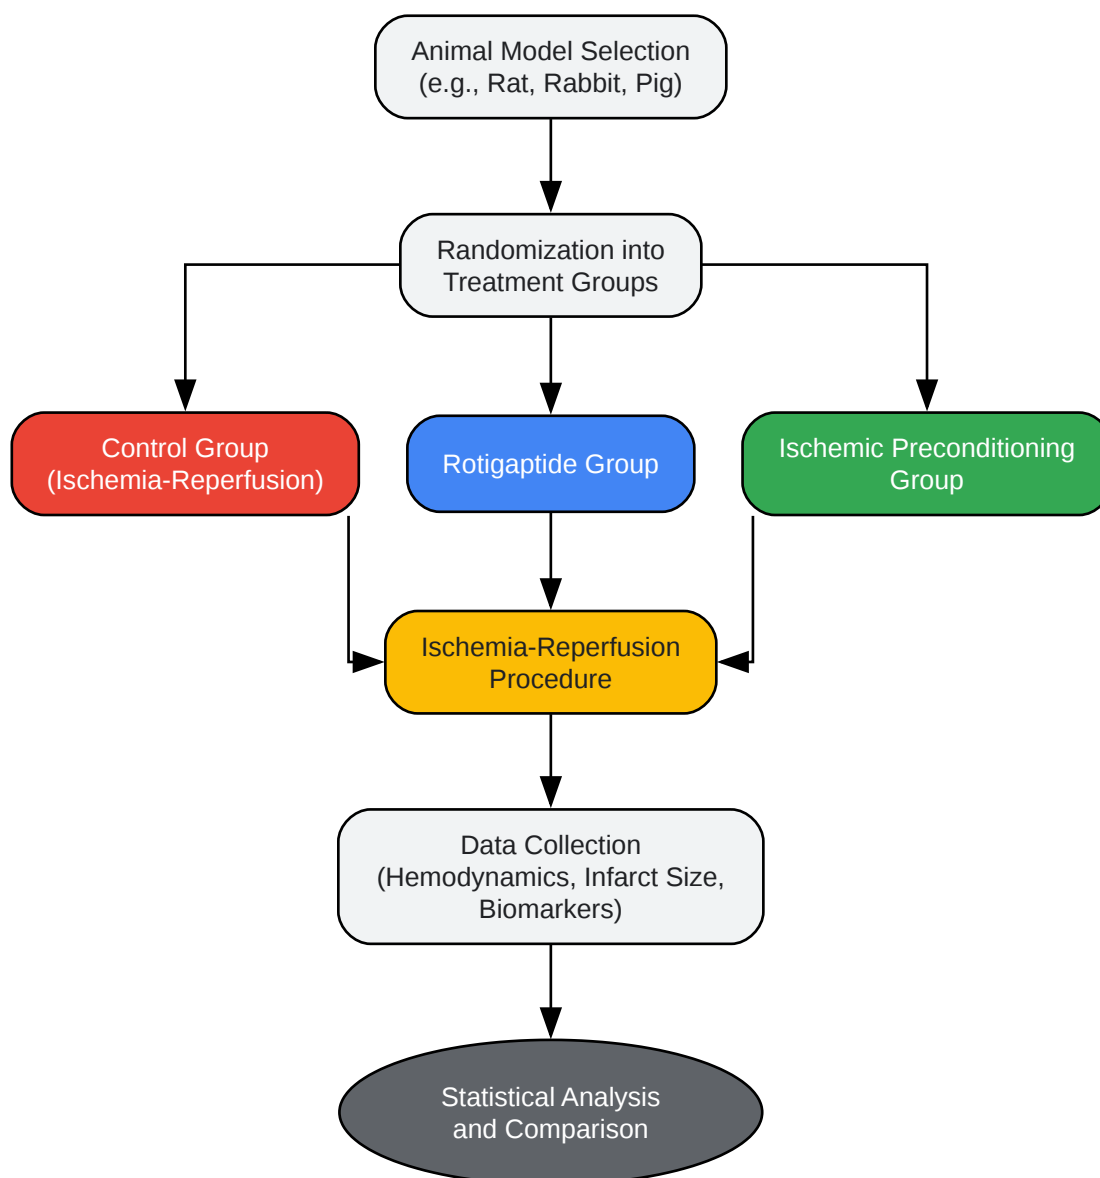 Animal Model Selection
(e.g., Rat, Rabbit, Pig)
Randomization into
Treatment Groups
Control Group
(Ischemia-Reperfusion)
Rotigaptide Group
Ischemic Preconditioning
Group
Ischemia-Reperfusion
Procedure
Data Collection
(Hemodynamics, Infarct Size,
Biomarkers)
Statistical Analysis
and Comparison